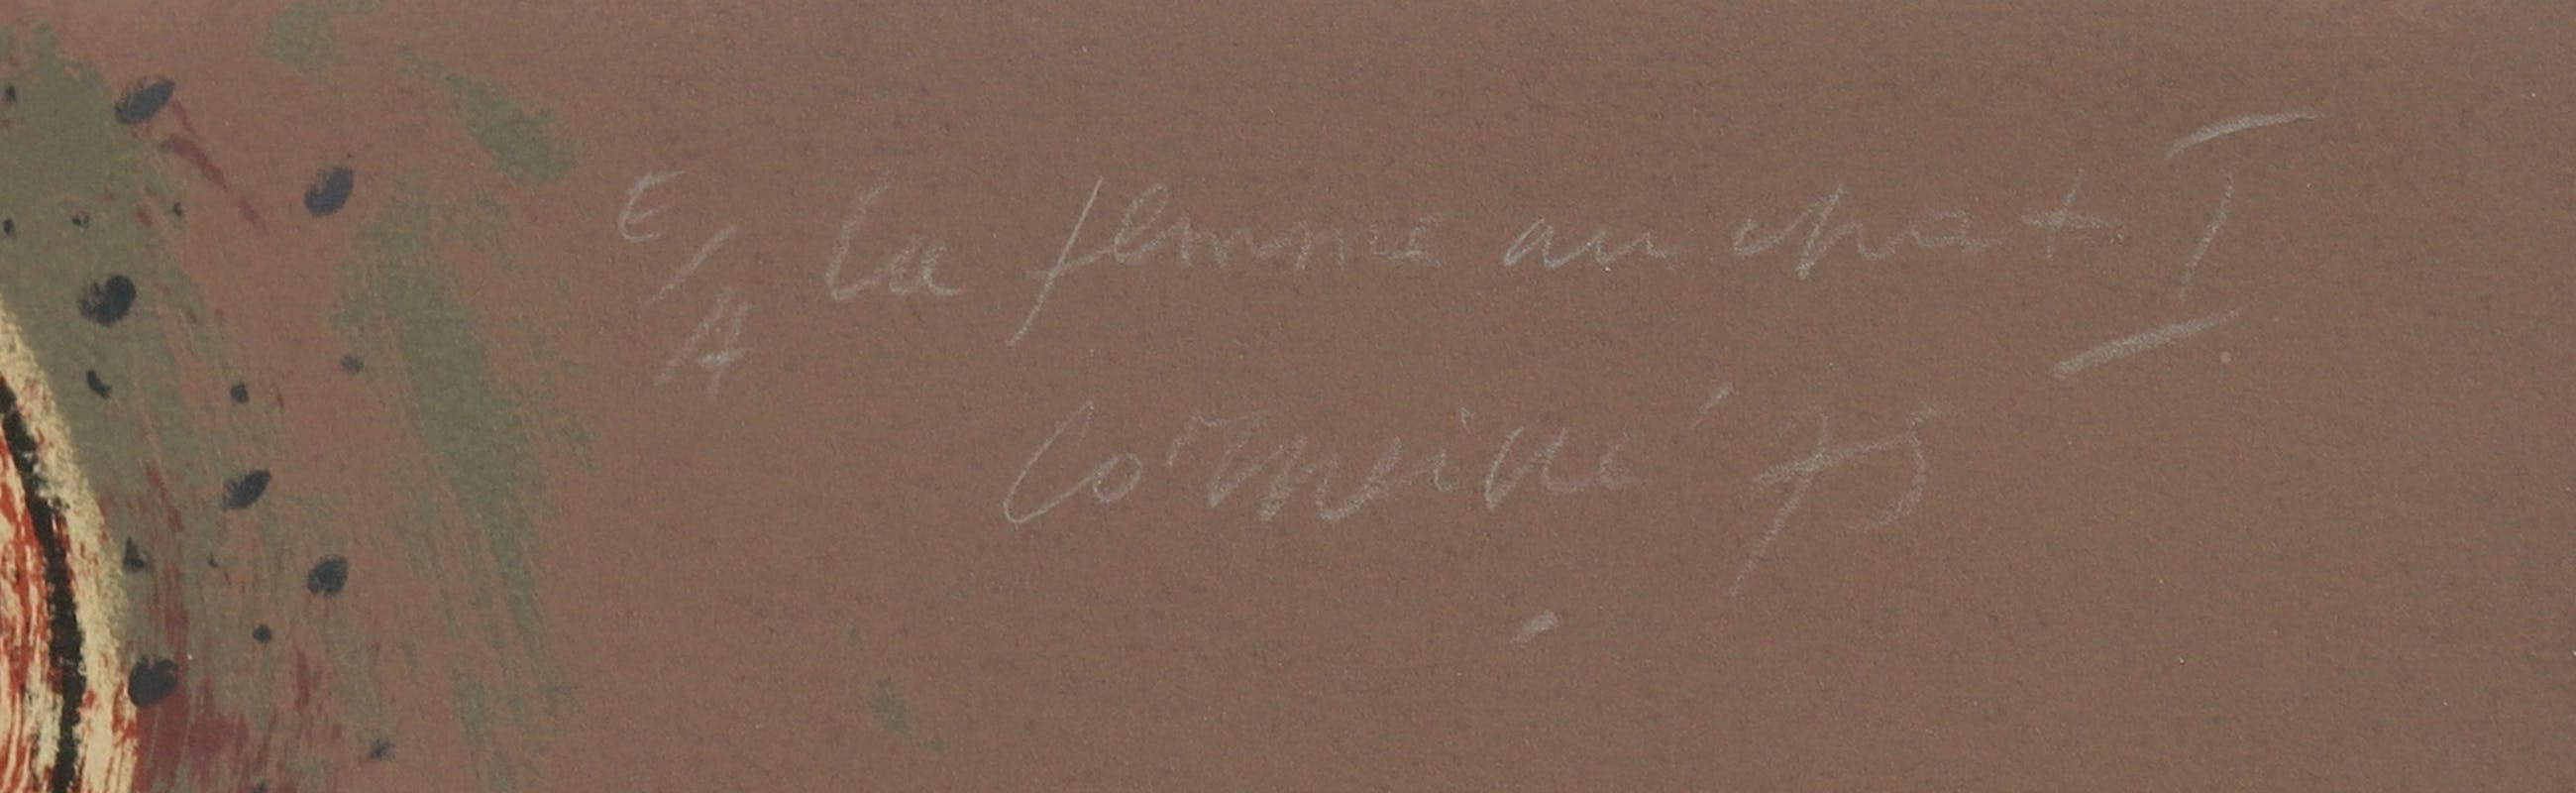 E/A La femme au chat I
Corneille '75